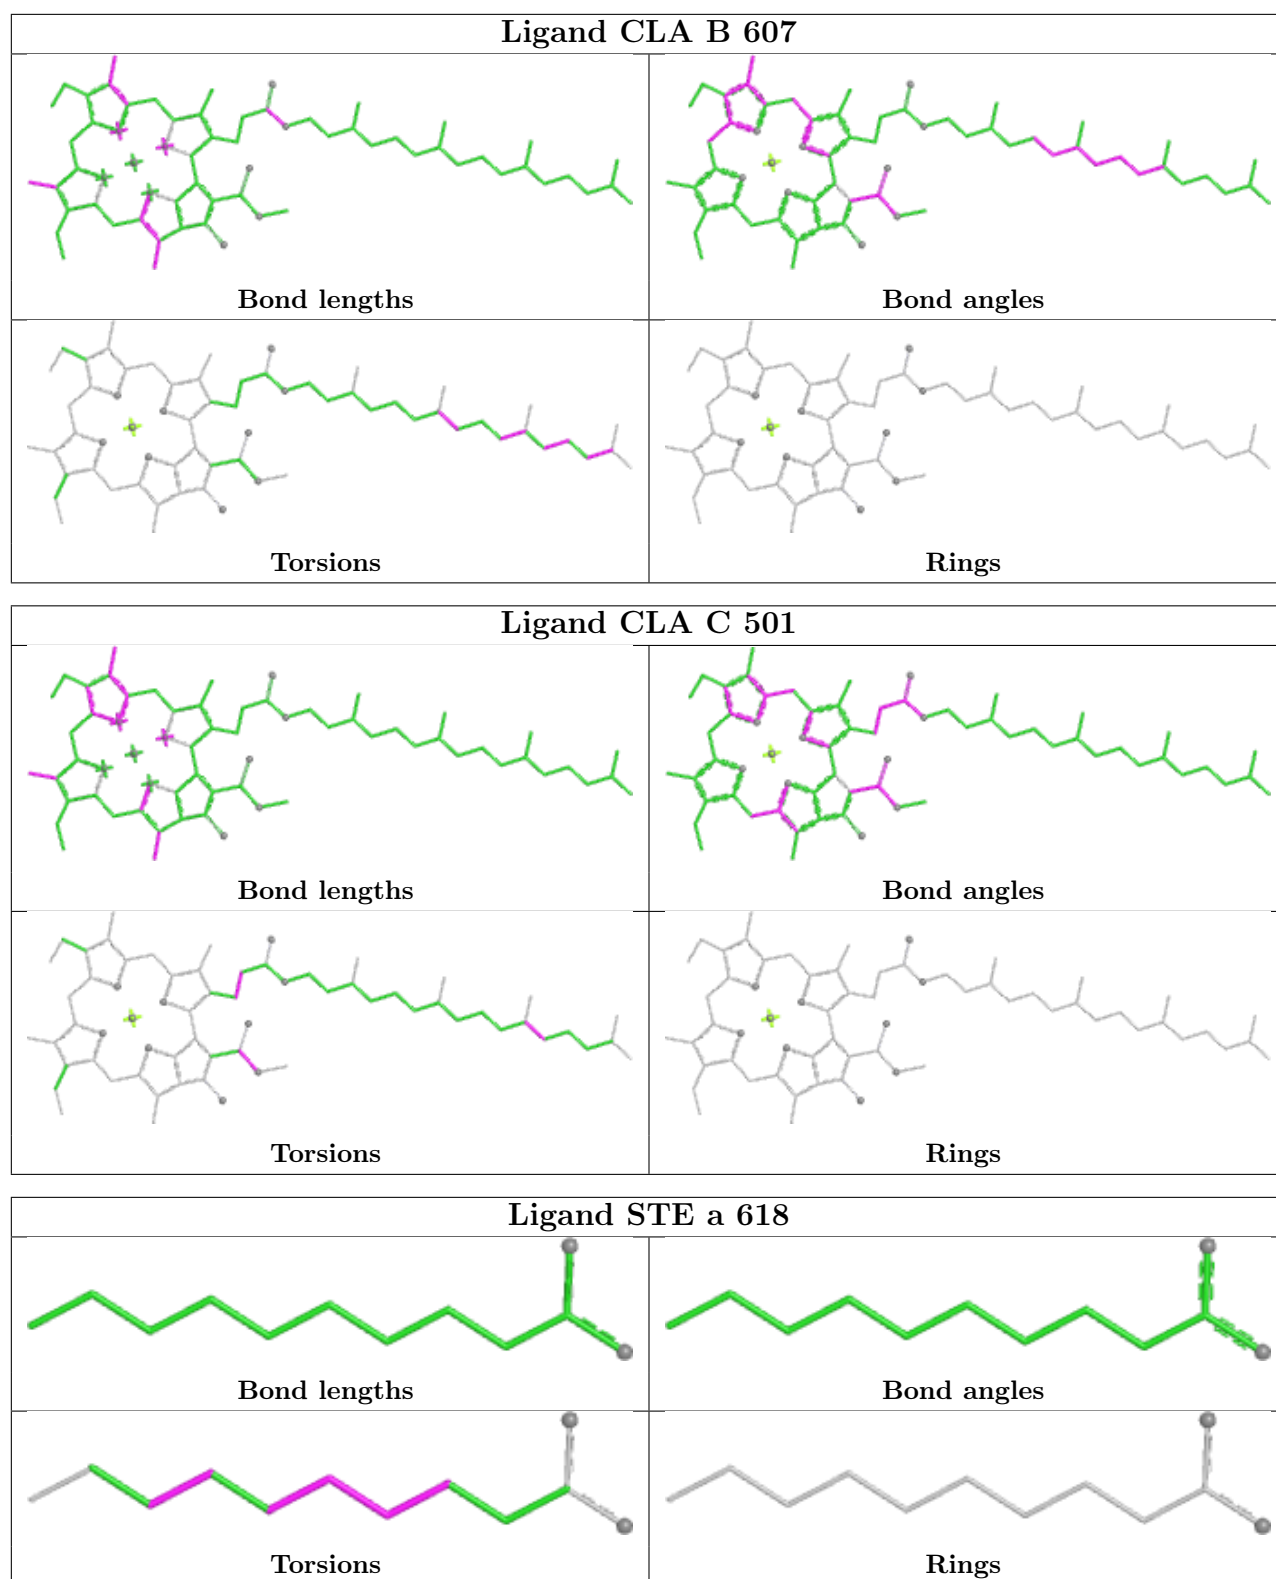 Ligand CLA B 607
Bond lengths
Bond angles
Torsions
Rings
Ligand CLA C 501
Bond lengths
Bond angles
Torsions
Rings
Ligand STE a 618
Bond lengths
Bond angles
Torsions
Rings